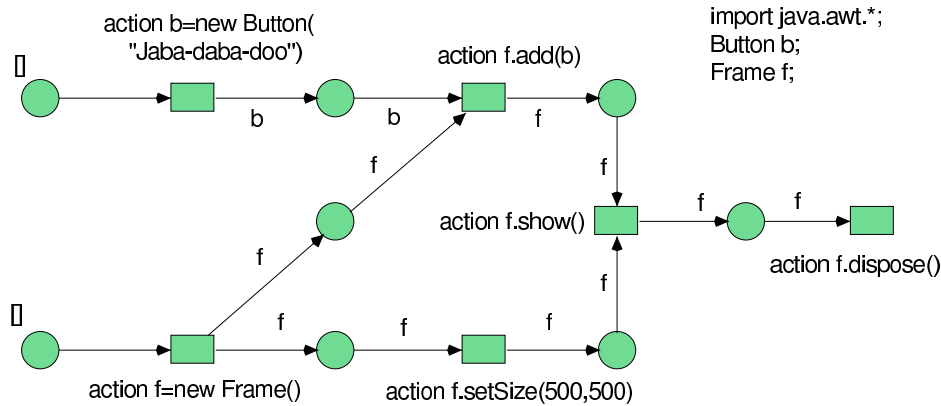 action b=new Button(
"Jaba-daba-doo")
import java.awt.*;
Button b;
Frame f;
[]
action f.add(b)
b
b
f
f
f
action f.show()
f
f
action f.dispose()
f
f
[]
f
f
f
action f=new Frame()
action f.setSize(500,500)